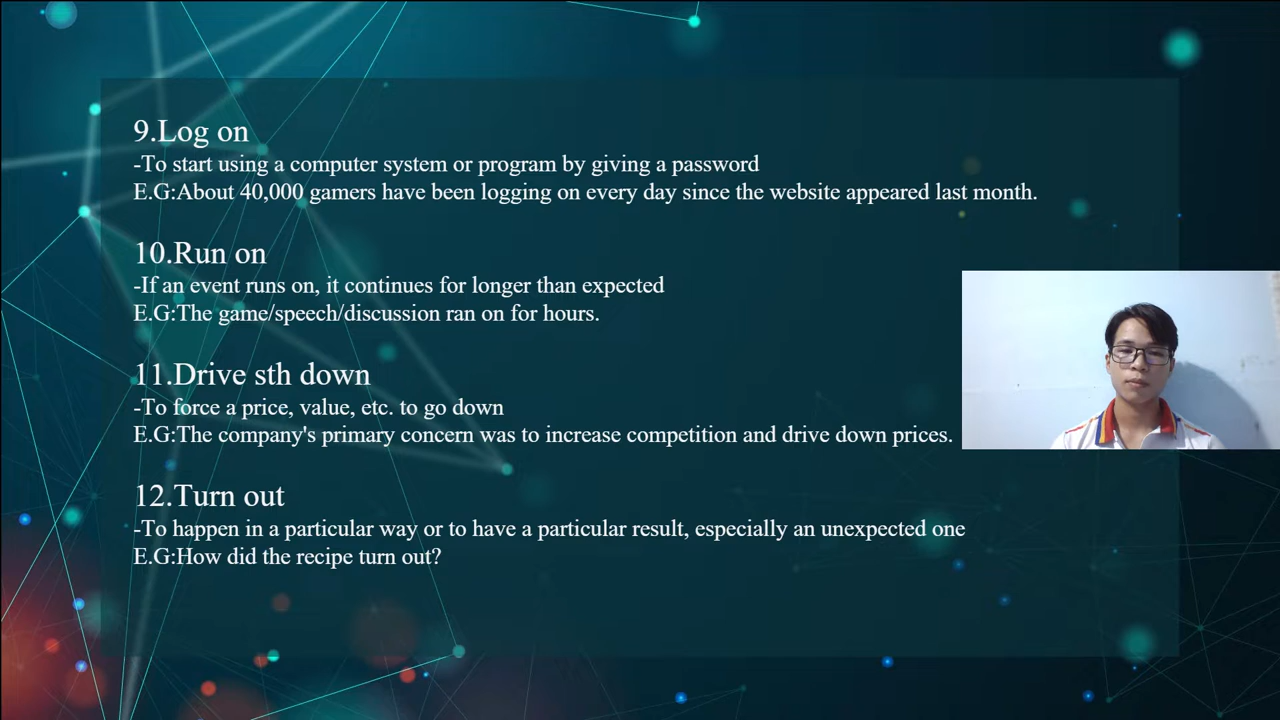 9.Log on
-To start using a computer system or program by giving a password
E.G:About 40,000 gamers have been logging on every day since the website appeared last month.
10.Run on
-If an event runs on, it continues for longer than expected
E.G:The game/speech/discussion ran on for hours.
11.Drive sth down
-To force a price, value, etc. to go down
E.G:The company's primary concern was to increase competition and drive down prices.
12.Turn out
-To happen in a particular way or to have a particular result, especially an unexpected one
E.G:How did the recipe turn out?